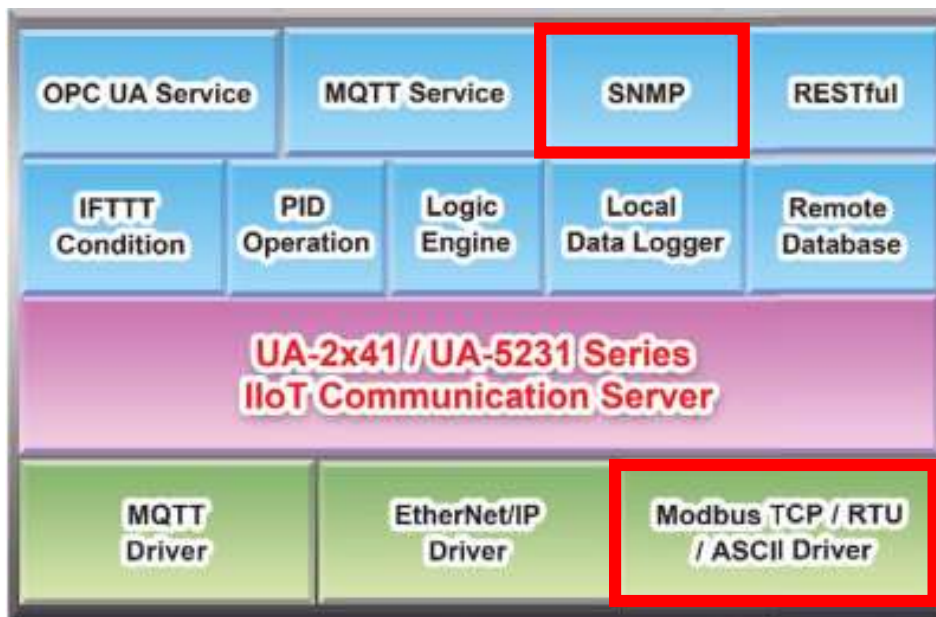 OPC UA Service
MQTT Service
SNMP
RESTful
IFTTT
Condition
PID
Operation
Logic
Engine
Local
Data Logger
Remote
Database
UA-2x41 / UA-5231 Series
IIoT Communication Server
MQTT
Driver
EtherNet/IP
Driver
Modbus TCP / RTU
/ ASCII Driver